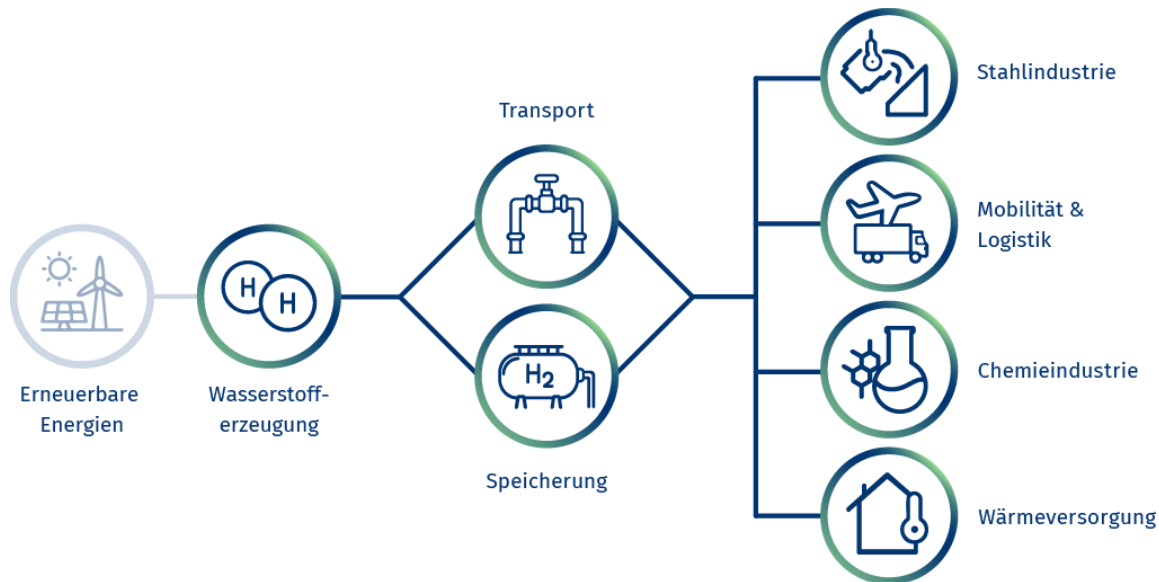 Erneuerbare
Energien
H H
Wasserstoff-
erzeugung
Transport
H₂
Speicherung
Stahlindustrie
Mobilität &
Logistik
Chemieindustrie
Wärmeversorgung